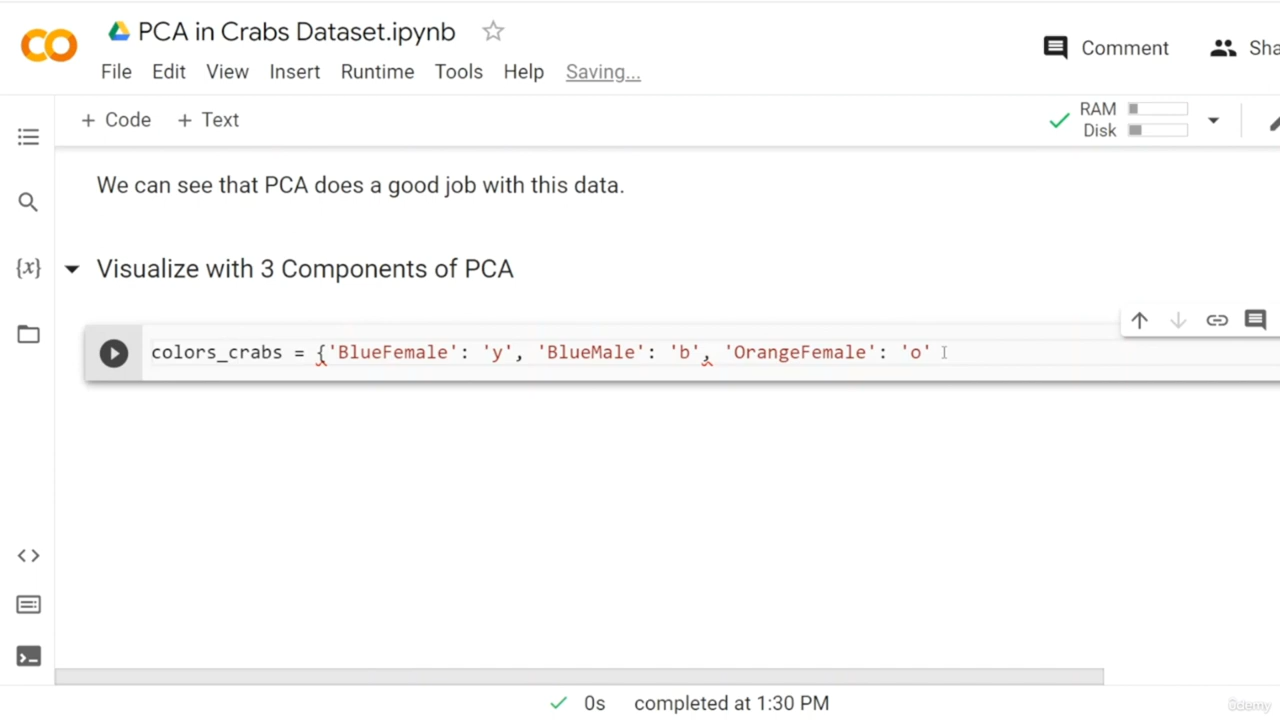 PCA in Crabs Dataset.ipynb
Comment
Sha
File Edit View Insert Runtime Tools Help Saving...
+ Code + Text
RAM
Disk
We can see that PCA does a good job with this data.
{x}
Visualize with 3 Components of PCA
colors_crabs = {'BlueFemale': 'y', 'BlueMale': 'b', 'OrangeFemale': 'o'
0s completed at 1:30 PM
ûdemy